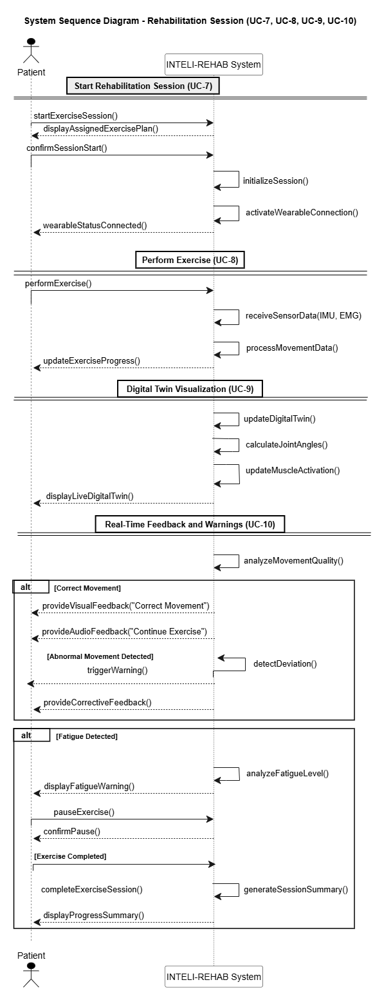 System Sequence Diagram - Rehabilitation Session (UC-7, UC-8, UC-9, UC-10)
Patient
INTELI-REHAB System
Start Rehabilitation Session (UC-7)
startExerciseSession()
displayAssignedExercisePlan()
confirmSessionStart()
initializeSession()
activateWearableConnection()
wearableStatusConnected()
Perform Exercise (UC-8)
performExercise()
receiveSensorData(IMU, EMG)
processMovementData()
updateExerciseProgress()
Digital Twin Visualization (UC-9)
updateDigitalTwin()
calculateJointAngles()
updateMuscleActivation()
displayLiveDigitalTwin()
Real-Time Feedback and Warnings (UC-10)
analyzeMovementQuality()
alt [Correct Movement]
provideVisualFeedback("Correct Movement")
provideAudioFeedback("Continue Exercise")
[Abnormal Movement Detected]
detectDeviation()
triggerWarning()
provideCorrectiveFeedback()
alt [Fatigue Detected]
analyzeFatigueLevel()
displayFatigueWarning()
pauseExercise()
confirmPause()
[Exercise Completed]
completeExerciseSession()
generateSessionSummary()
displayProgressSummary()
Patient
INTELI-REHAB System